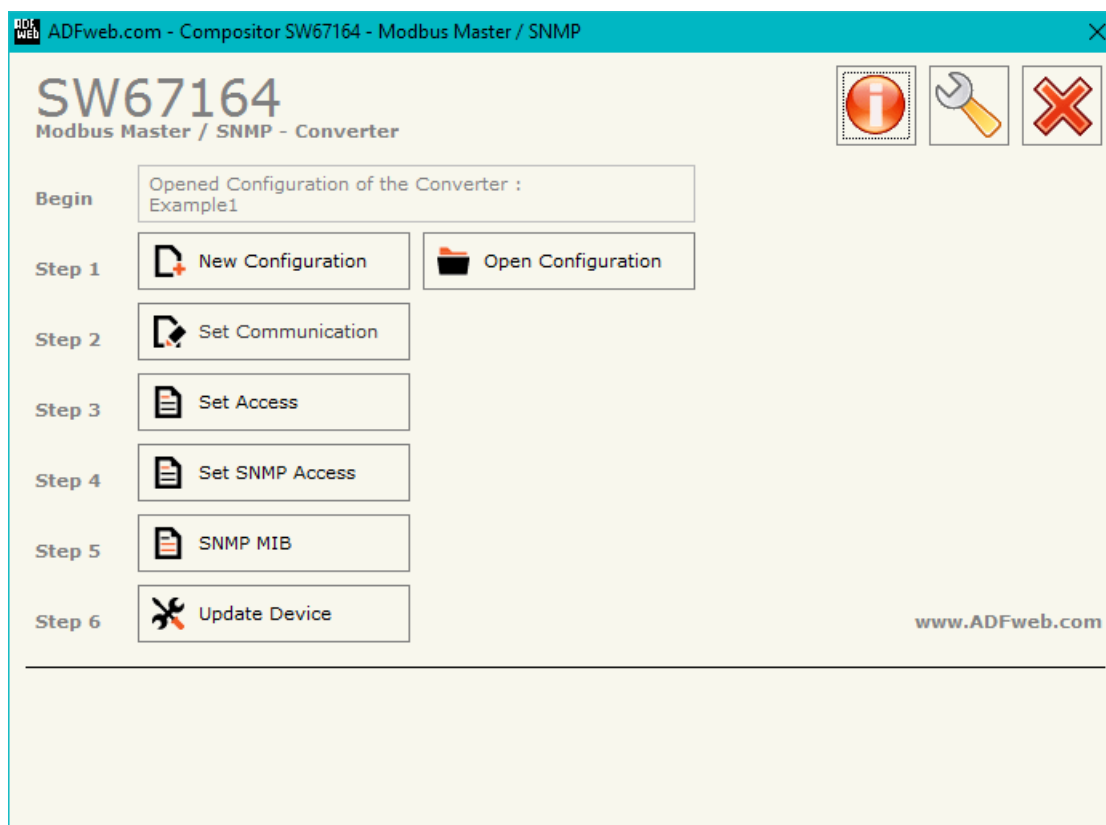 ADFweb.com - Compositor SW67164 - Modbus Master / SNMP
SW67164
Modbus Master / SNMP - Converter
Begin
Opened Configuration of the Converter :
Example1
Step 1
New Configuration
Open Configuration
Step 2
Set Communication
Step 3
Set Access
Step 4
Set SNMP Access
Step 5
SNMP MIB
Step 6
Update Device
www.ADFweb.com